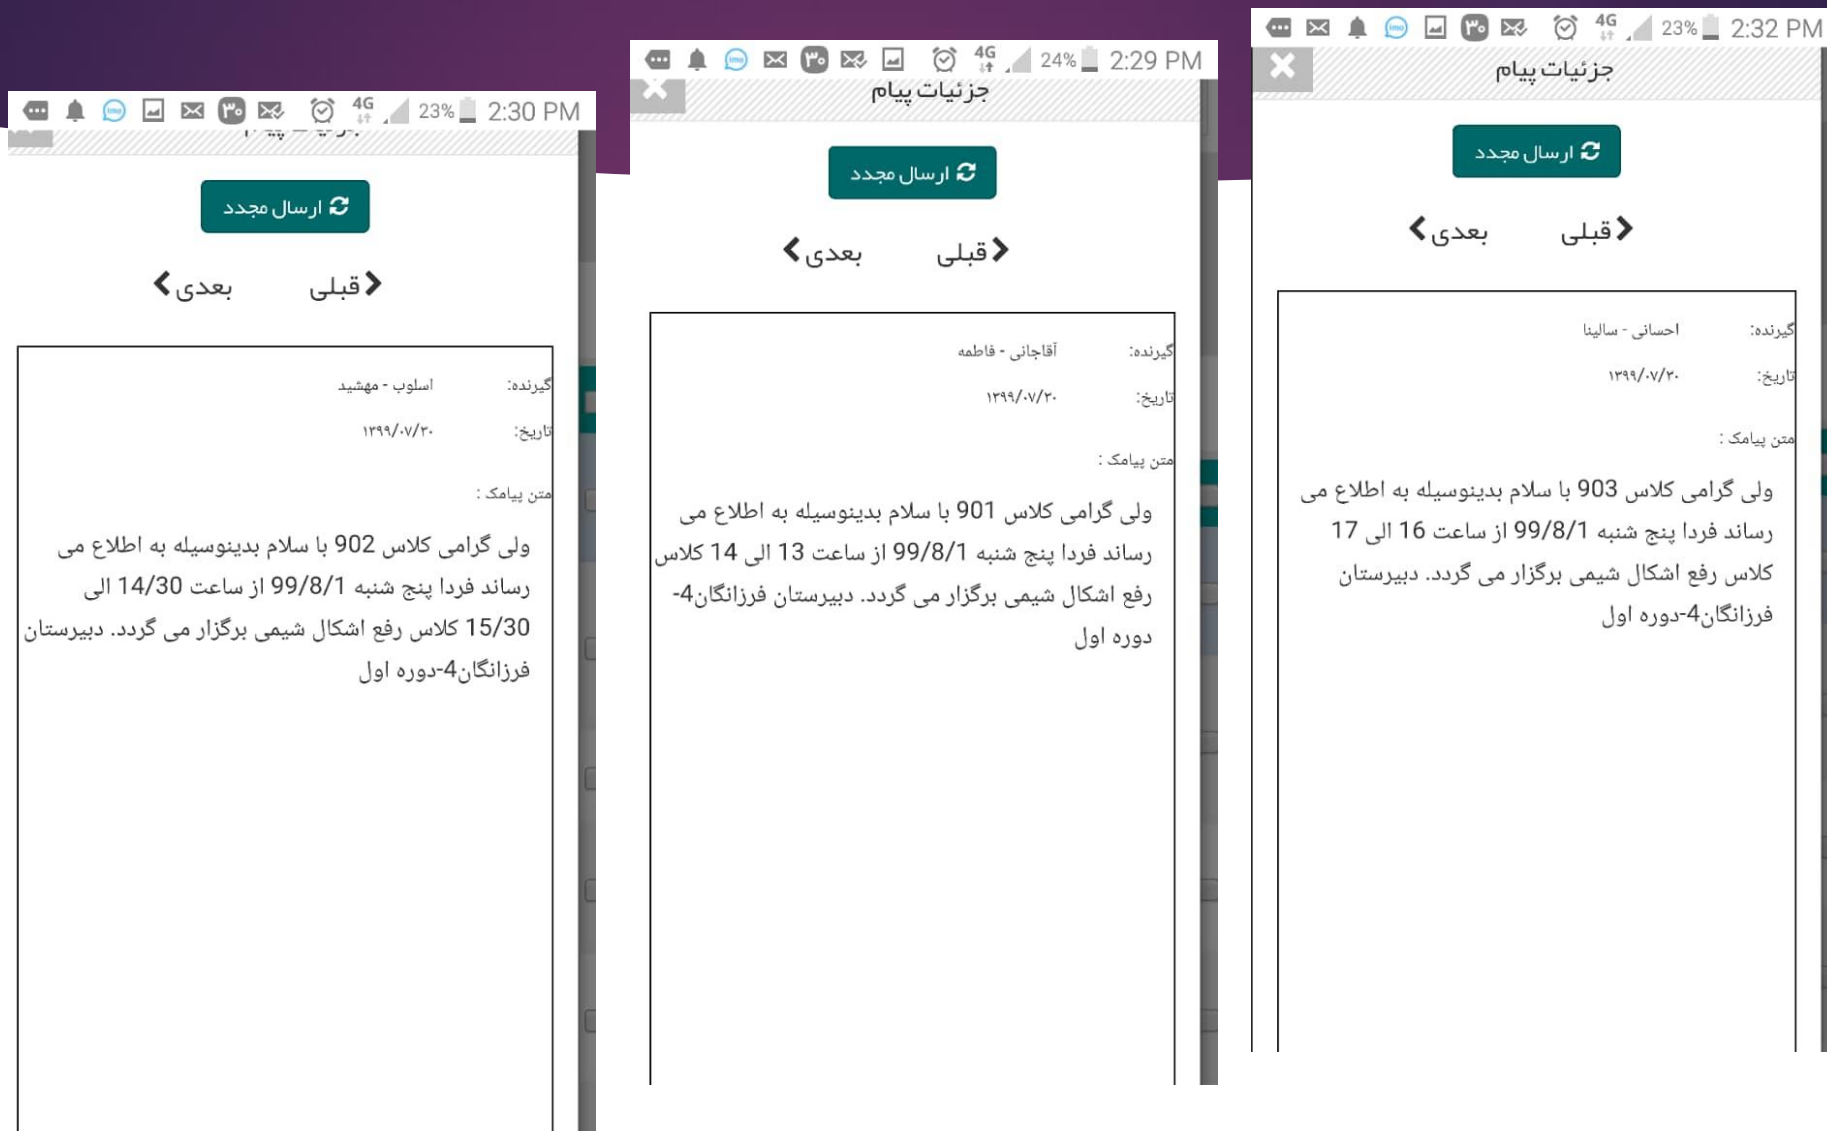 2:30 PM
23%
4G
۳۰
imo
جزئیات پیام
ارسال مجدد
قبلی
بعدی
گیرنده: اسلوب - مهشید
تاریخ: ۱۳۹۹/۰۷/۳۰
متن پیامک :
ولی گرامی کلاس 902 با سلام بدینوسیله به اطلاع می
رساند فردا پنج شنبه 99/8/1 از ساعت 14/30 الی
15/30 کلاس رفع اشکال شیمی برگزار می گردد. دبیرستان
فرزانگان4-دوره اول
2:29 PM
24%
4G
۳۰
imo
جزئیات پیام
ارسال مجدد
قبلی
بعدی
گیرنده: آقاجانی - فاطمه
تاریخ: ۱۳۹۹/۰۷/۳۰
متن پیامک :
ولی گرامی کلاس 901 با سلام بدینوسیله به اطلاع می
رساند فردا پنج شنبه 99/8/1 از ساعت 13 الی 14 کلاس
رفع اشکال شیمی برگزار می گردد. دبیرستان فرزانگان4-
دوره اول
2:32 PM
23%
4G
۳۰
imo
جزئیات پیام
ارسال مجدد
قبلی
بعدی
گیرنده: احسانی - سالینا
تاریخ: ۱۳۹۹/۰۷/۳۰
متن پیامک :
ولی گرامی کلاس 903 با سلام بدینوسیله به اطلاع می
رساند فردا پنج شنبه 99/8/1 از ساعت 16 الی 17
کلاس رفع اشکال شیمی برگزار می گردد. دبیرستان
فرزانگان4-دوره اول